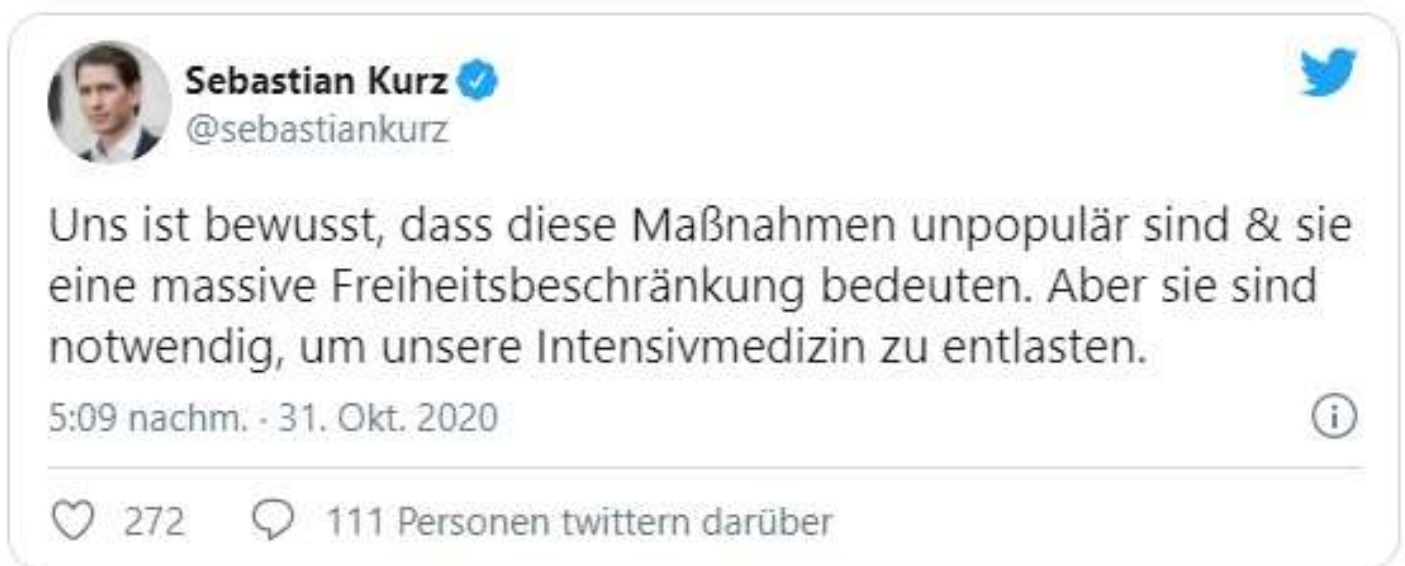 Sebastian Kurz
@sebastiankurz
Uns ist bewusst, dass diese Maßnahmen unpopulär sind & sie
eine massive Freiheitsbeschränkung bedeuten. Aber sie sind
notwendig, um unsere Intensivmedizin zu entlasten.
5:09 nachm. · 31. Okt. 2020
272 111 Personen twittern darüber